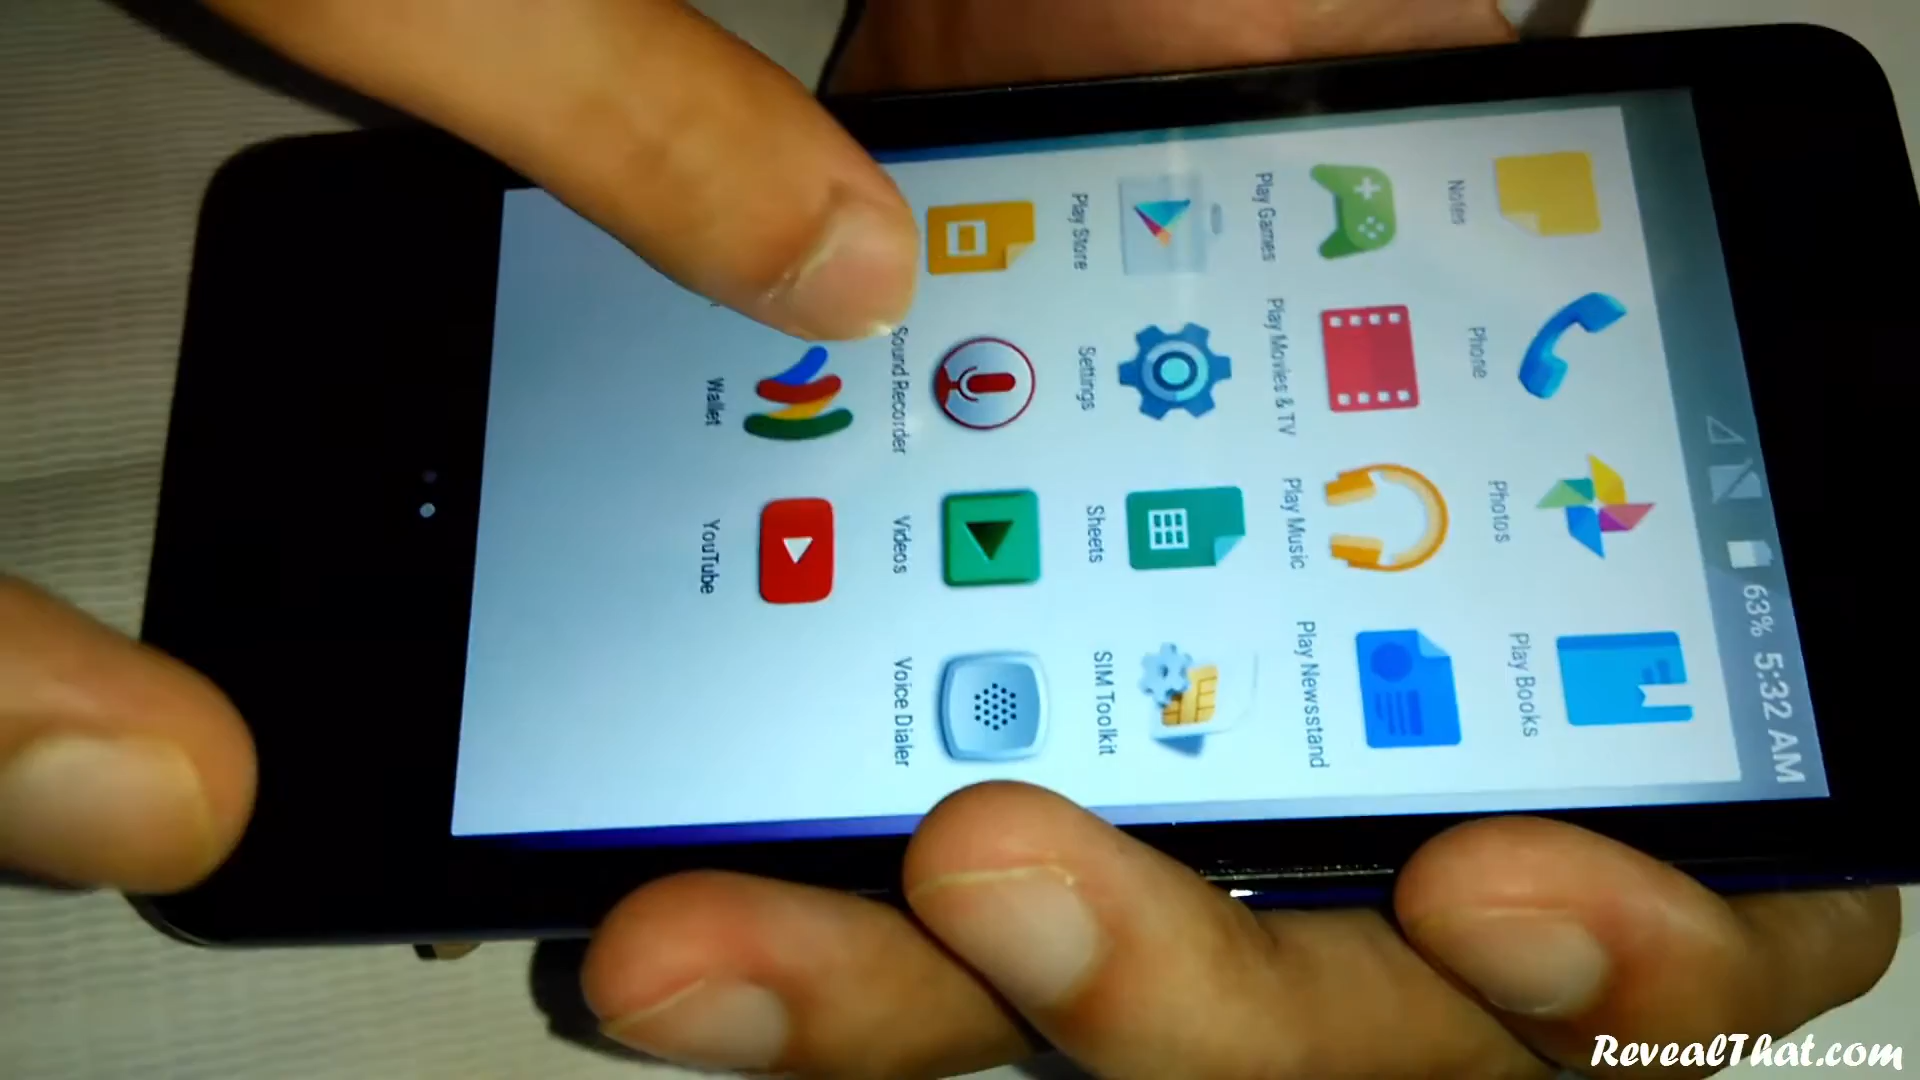 63% 5:32 AM
Notes
Phone
Photos
Play Books
Play Games
Play Movies & TV
Play Music
Play Newsstand
Play Store
Settings
Sheets
SIM Toolkit
Sound Recorder
Videos
Voice Dialer
Wallet
YouTube
RevealThat.com